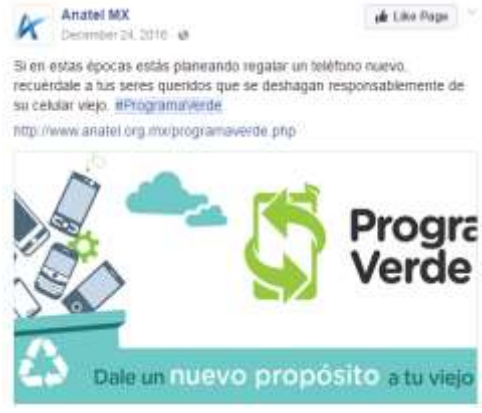 Anatel MX
December 24, 2016
Like Page
Si en estas épocas estás planeando regalar un teléfono nuevo,
recuérdale a tus seres queridos que se deshagan responsablemente de
su celular viejo. #ProgramaVerde
http://www.anatel.org.mx/programaverde.php
Progra
Verde
Dale un nuevo propósito a tu viejo